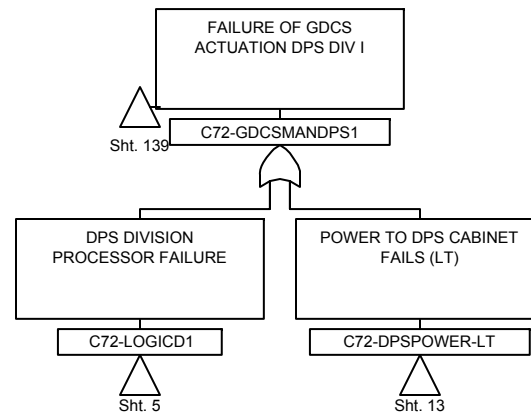 FAILURE OF GDCS
ACTUATION DPS DIV I
C72-GDCSMANDPS1
Sht. 139
DPS DIVISION
PROCESSOR FAILURE
POWER TO DPS CABINET
FAILS (LT)
C72-LOGICD1
C72-DPSPOWER-LT
Sht. 5
Sht. 13